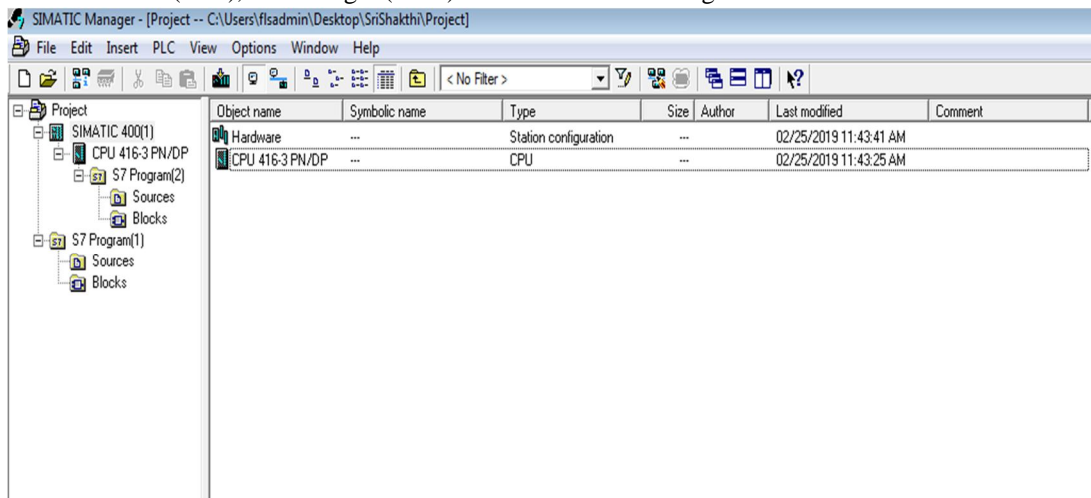 SIMATIC Manager - [Project -- C:\Users\flsadmin\Desktop\SriShakthi\Project]
File Edit Insert PLC View Options Window Help
< No Filter >
Project
SIMATIC 400(1)
CPU 416-3 PN/DP
S7 Program(2)
Sources
Blocks
S7 Program(1)
Sources
Blocks
Object name Symbolic name Type Size Author Last modified Comment
Hardware --- Station configuration --- 02/25/2019 11:43:41 AM
CPU 416-3 PN/DP --- CPU --- 02/25/2019 11:43:25 AM